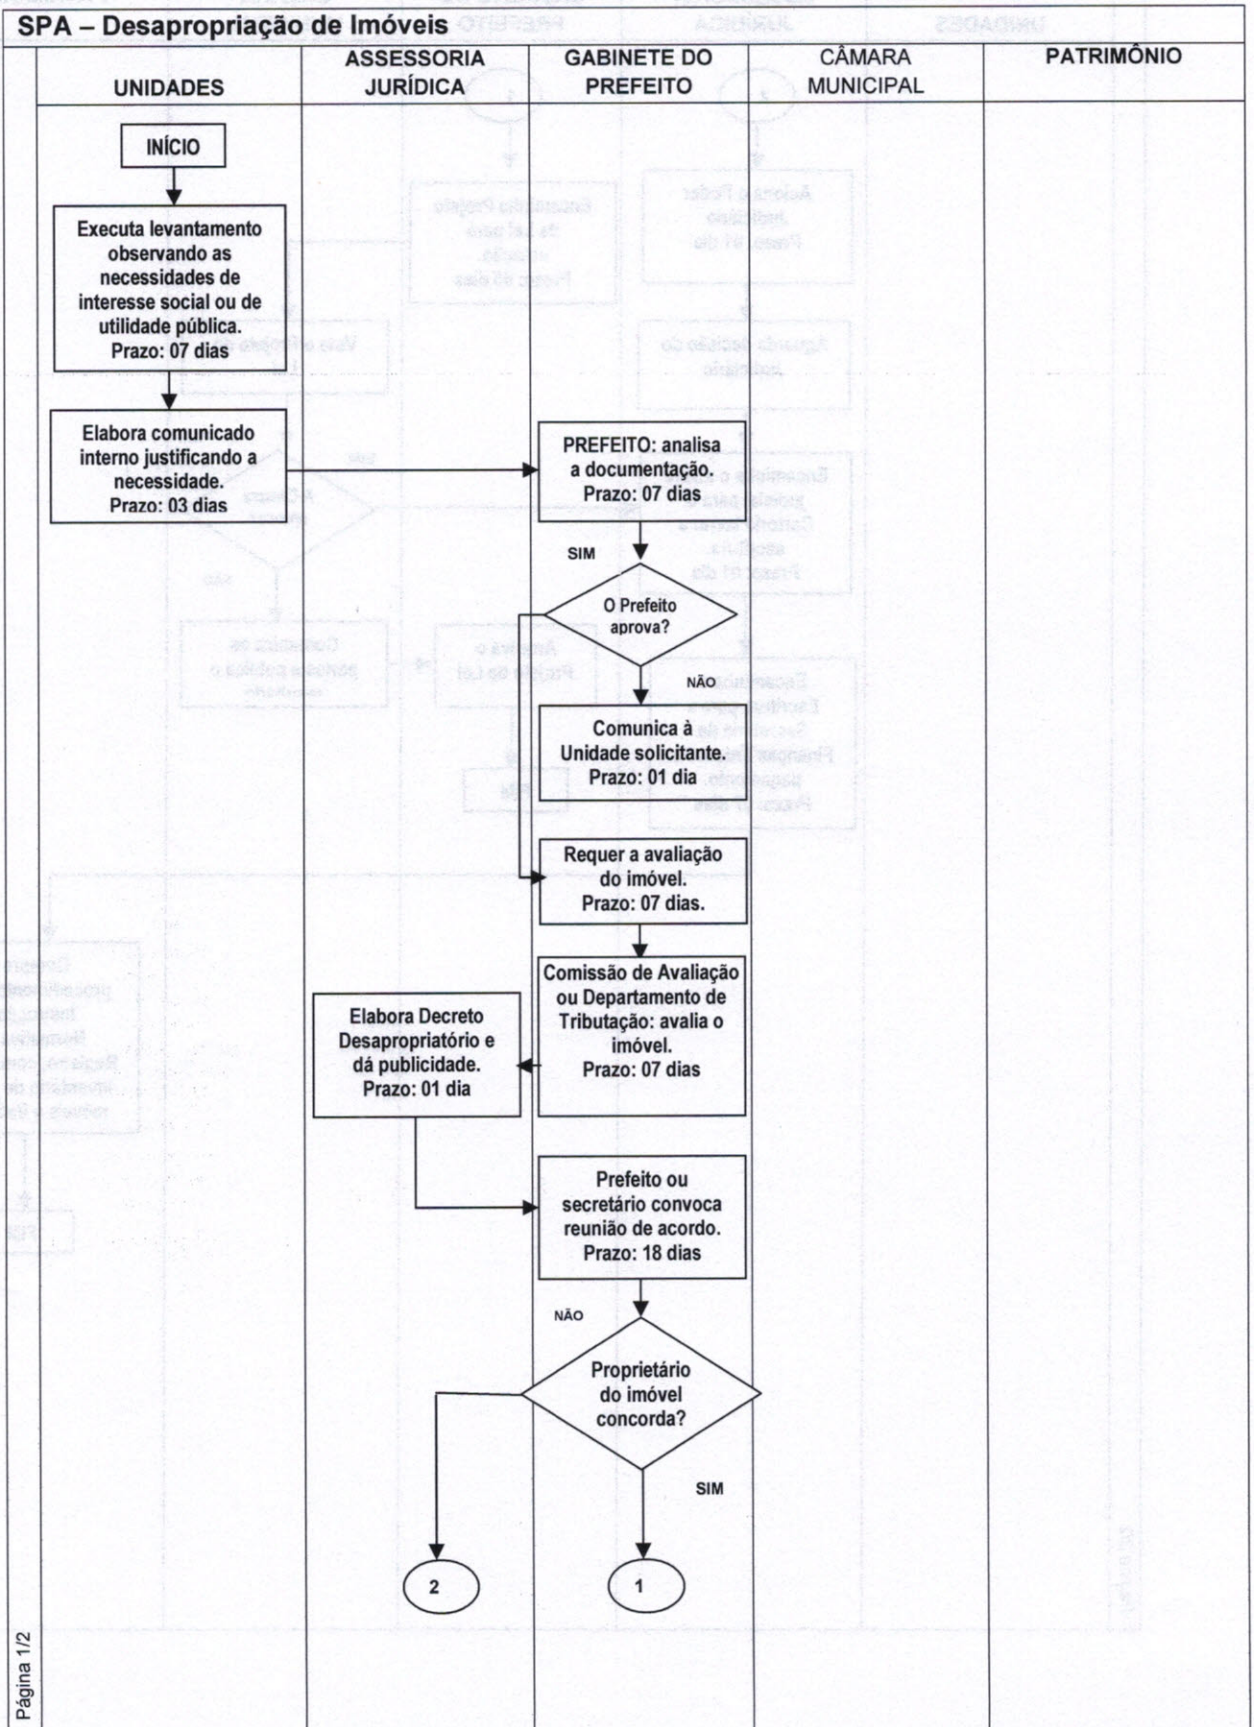 SPA – Desapropriação de Imóveis
UNIDADES
ASSESSORIA
JURÍDICA
GABINETE DO
PREFEITO
CÂMARA
MUNICIPAL
PATRIMÔNIO
INÍCIO
Executa levantamento
observando as
necessidades de
interesse social ou de
utilidade pública.
Prazo: 07 dias
Elabora comunicado
interno justificando a
necessidade.
Prazo: 03 dias
PREFEITO: analisa
a documentação.
Prazo: 07 dias
SIM
O Prefeito
aprova?
NÃO
Comunica à
Unidade solicitante.
Prazo: 01 dia
Requer a avaliação
do imóvel.
Prazo: 07 dias.
Comissão de Avaliação
ou Departamento de
Tributação: avalia o
imóvel.
Prazo: 07 dias
Elabora Decreto
Desapropriatório e
dá publicidade.
Prazo: 01 dia
Prefeito ou
secretário convoca
reunião de acordo.
Prazo: 18 dias
NÃO
Proprietário
do imóvel
concorda?
SIM
2
1
Página 1/2